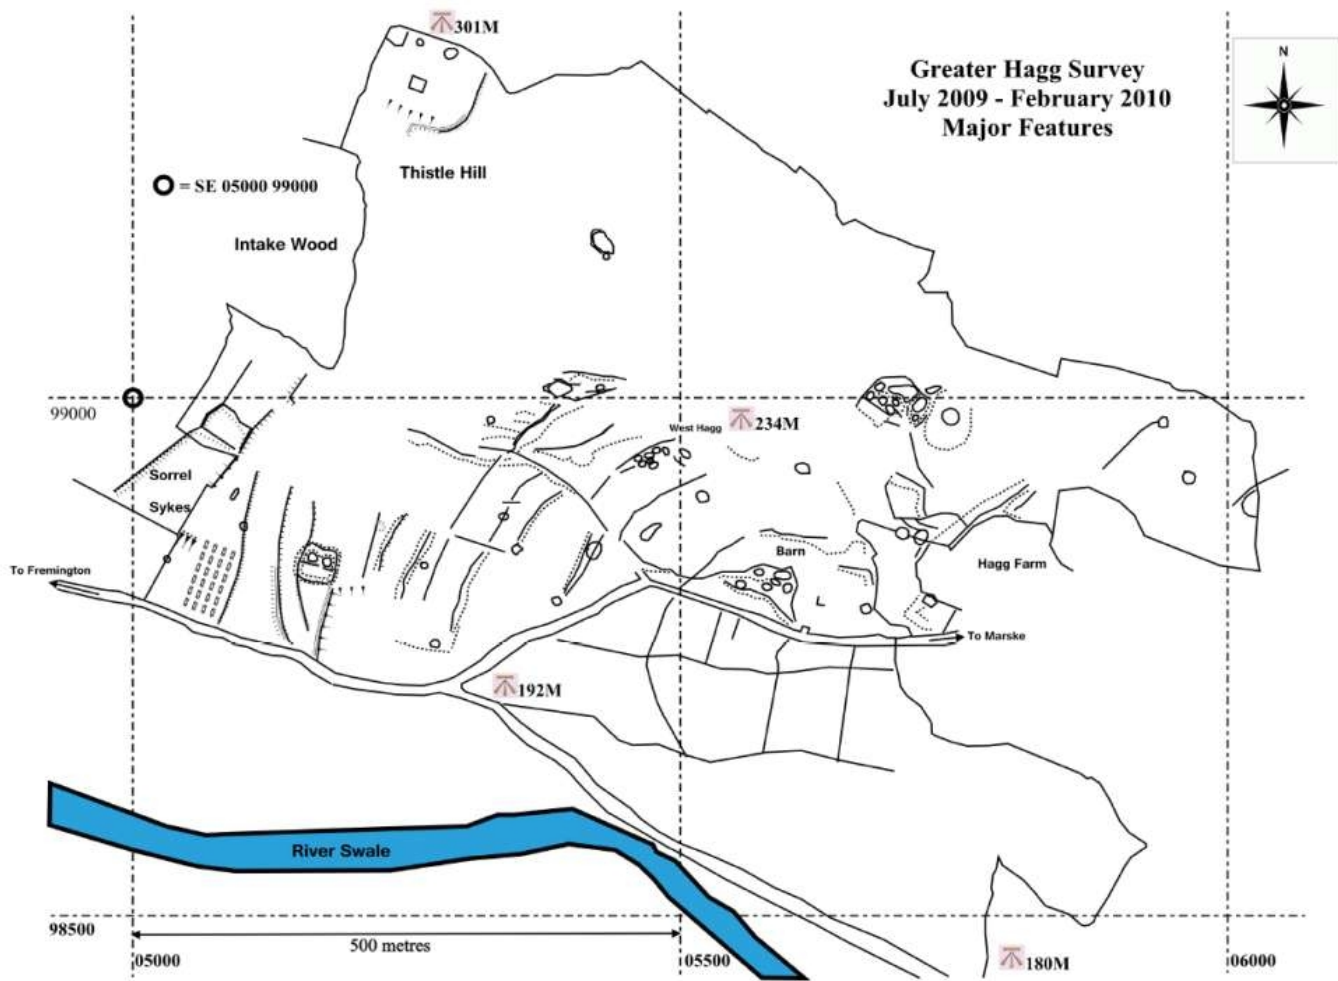 301M
Greater Hagg Survey
July 2009 - February 2010
Major Features
N
Thistle Hill
= SE 05000 99000
Intake Wood
99000
West Hagg
234M
Sorrel
Sykes
Barn
Hagg Farm
To Fremington
L
To Marske
192M
River Swale
98500
500 metres
05000
05500
180M
06000